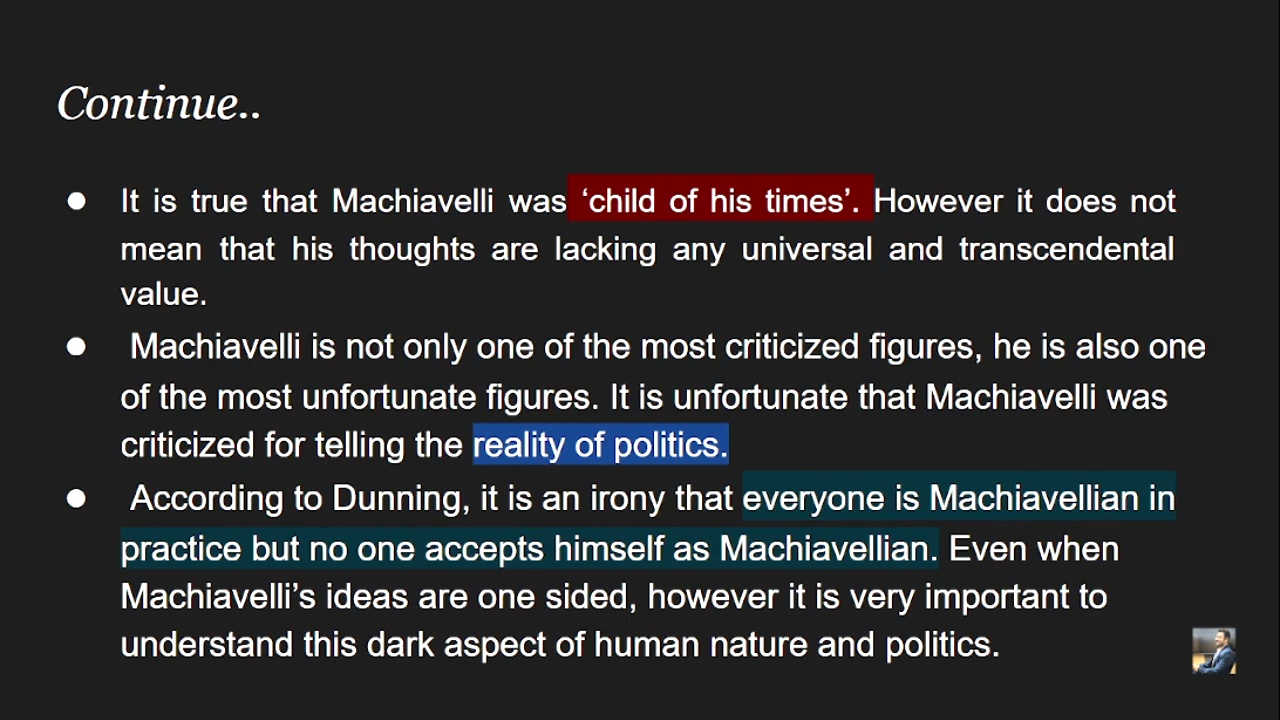 Continue..
● It is true that Machiavelli was ‘child of his times’. However it does not
mean that his thoughts are lacking any universal and transcendental
value.
● Machiavelli is not only one of the most criticized figures, he is also one
of the most unfortunate figures. It is unfortunate that Machiavelli was
criticized for telling the reality of politics.
● According to Dunning, it is an irony that everyone is Machiavellian in
practice but no one accepts himself as Machiavellian. Even when
Machiavelli’s ideas are one sided, however it is very important to
understand this dark aspect of human nature and politics.